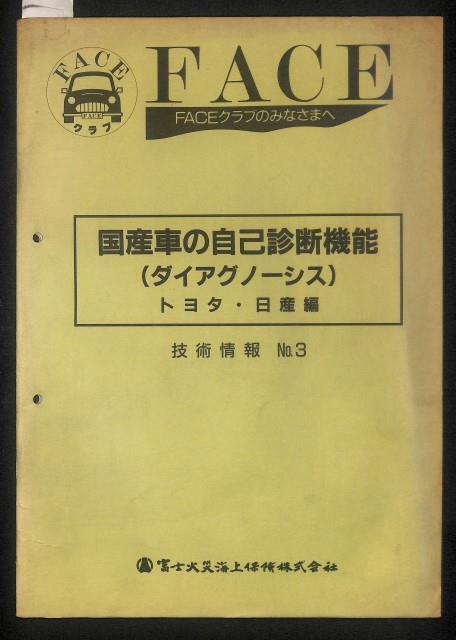 FACE
FACE
クラブ
FACE
FACEクラブのみなさまへ
国産車の自己診断機能
(ダイアグノーシス)
トヨタ・日産編
技術情報 No.3
富士火災海上保険株式会社